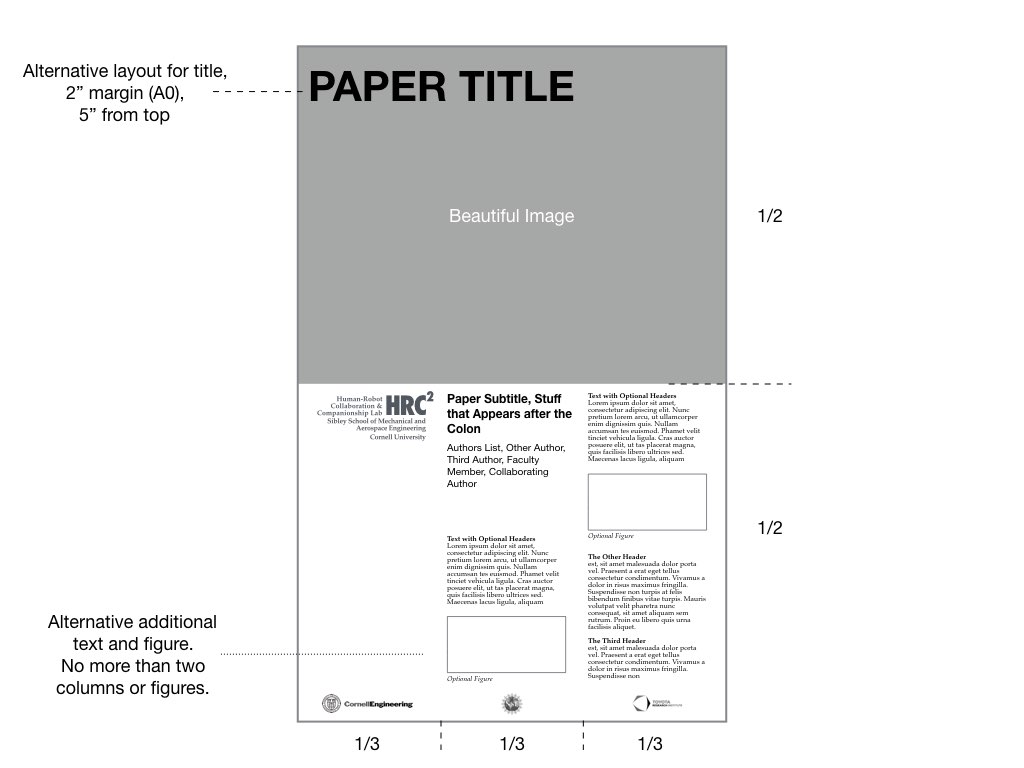 Alternative layout for title,
2” margin (A0),
5” from top
PAPER TITLE
Beautiful Image
1/2
Human-Robot
Collaboration &
Companionship Lab
HRC2
Sibley School of Mechanical and
Aerospace Engineering
Cornell University
Paper Subtitle, Stuff
that Appears after the
Colon
Authors List, Other Author,
Third Author, Faculty
Member, Collaborating
Author
Text with Optional Headers
Lorem ipsum dolor sit amet,
consectetur adipiscing elit. Nunc
pretium lorem arcu, ut ullamcorper
enim dignissim quis. Nullam
accumsan tes euismod. Phamet velit
tinciet vehicula ligula. Cras auctor
posuere elit, ut tas placerat magna,
quis facilisis libero ultrices sed.
Maecenas lacus ligula, aliquam
Optional Figure
Text with Optional Headers
Lorem ipsum dolor sit amet,
consectetur adipiscing elit. Nunc
pretium lorem arcu, ut ullamcorper
enim dignissim quis. Nullam
accumsan tes euismod. Phamet velit
tinciet vehicula ligula. Cras auctor
posuere elit, ut tas placerat magna,
quis facilisis libero ultrices sed.
Maecenas lacus ligula, aliquam
Optional Figure
The Other Header
est, sit amet malesuada dolor porta
vel. Praesent a erat eget tellus
consectetur condimentum. Vivamus a
dolor in risus maximus fringilla.
Suspendisse non turpis at felis
bibendum finibus vitae turpis. Mauris
volutpat velit pharetra nunc
consequat, sit amet aliquam sem
rutrum. Proin eu libero quis urna
facilisis aliquet.
The Third Header
est, sit amet malesuada dolor porta
vel. Praesent a erat eget tellus
consectetur condimentum. Vivamus a
dolor in risus maximus fringilla.
Suspendisse non
1/2
Alternative additional
text and figure.
No more than two
columns or figures.
CornellEngineering
RESEARCH INSTITUTE
1/3
1/3
1/3